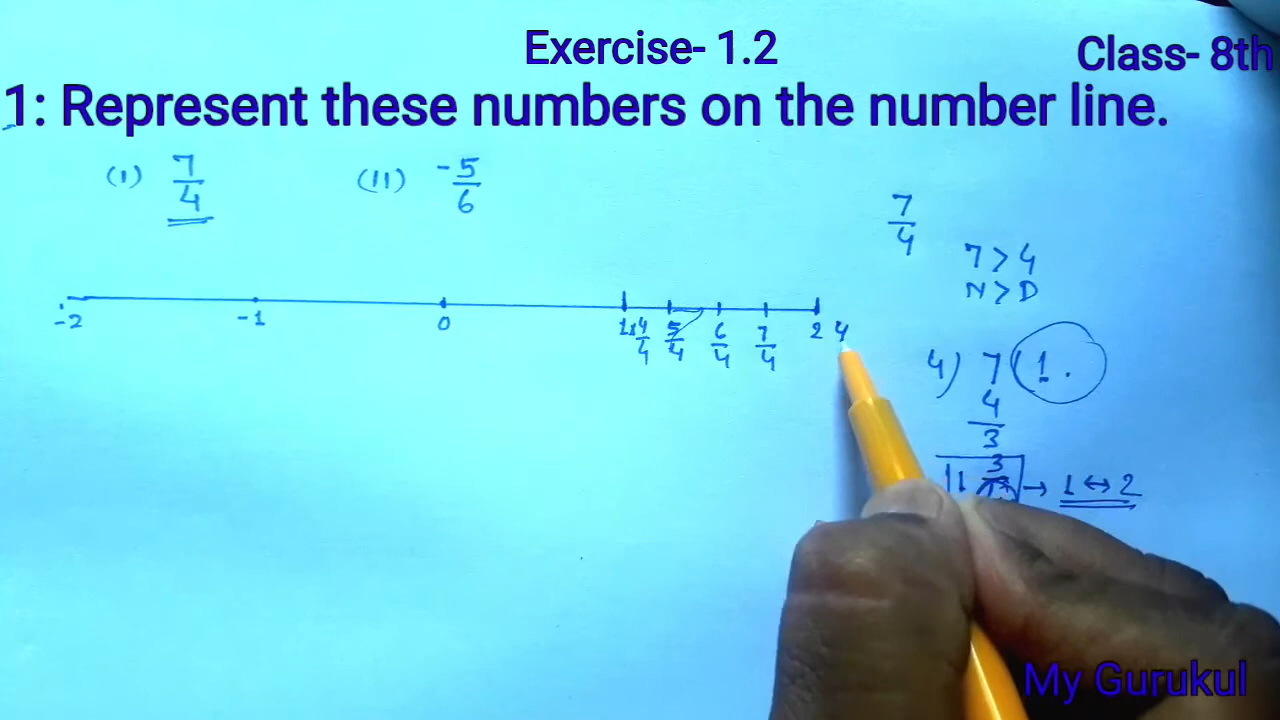 Exercise- 1.2
Class- 8th
1: Represent these numbers on the number line.
(I) 7/4 (II) -5/6
7/4
7 > 4
N > D
-2 -1 0 1 4/4 5/4 6/4 7/4 2 4
4) 7 (1.
4
3
3
→ 1 ↔ 2
My Gurukul